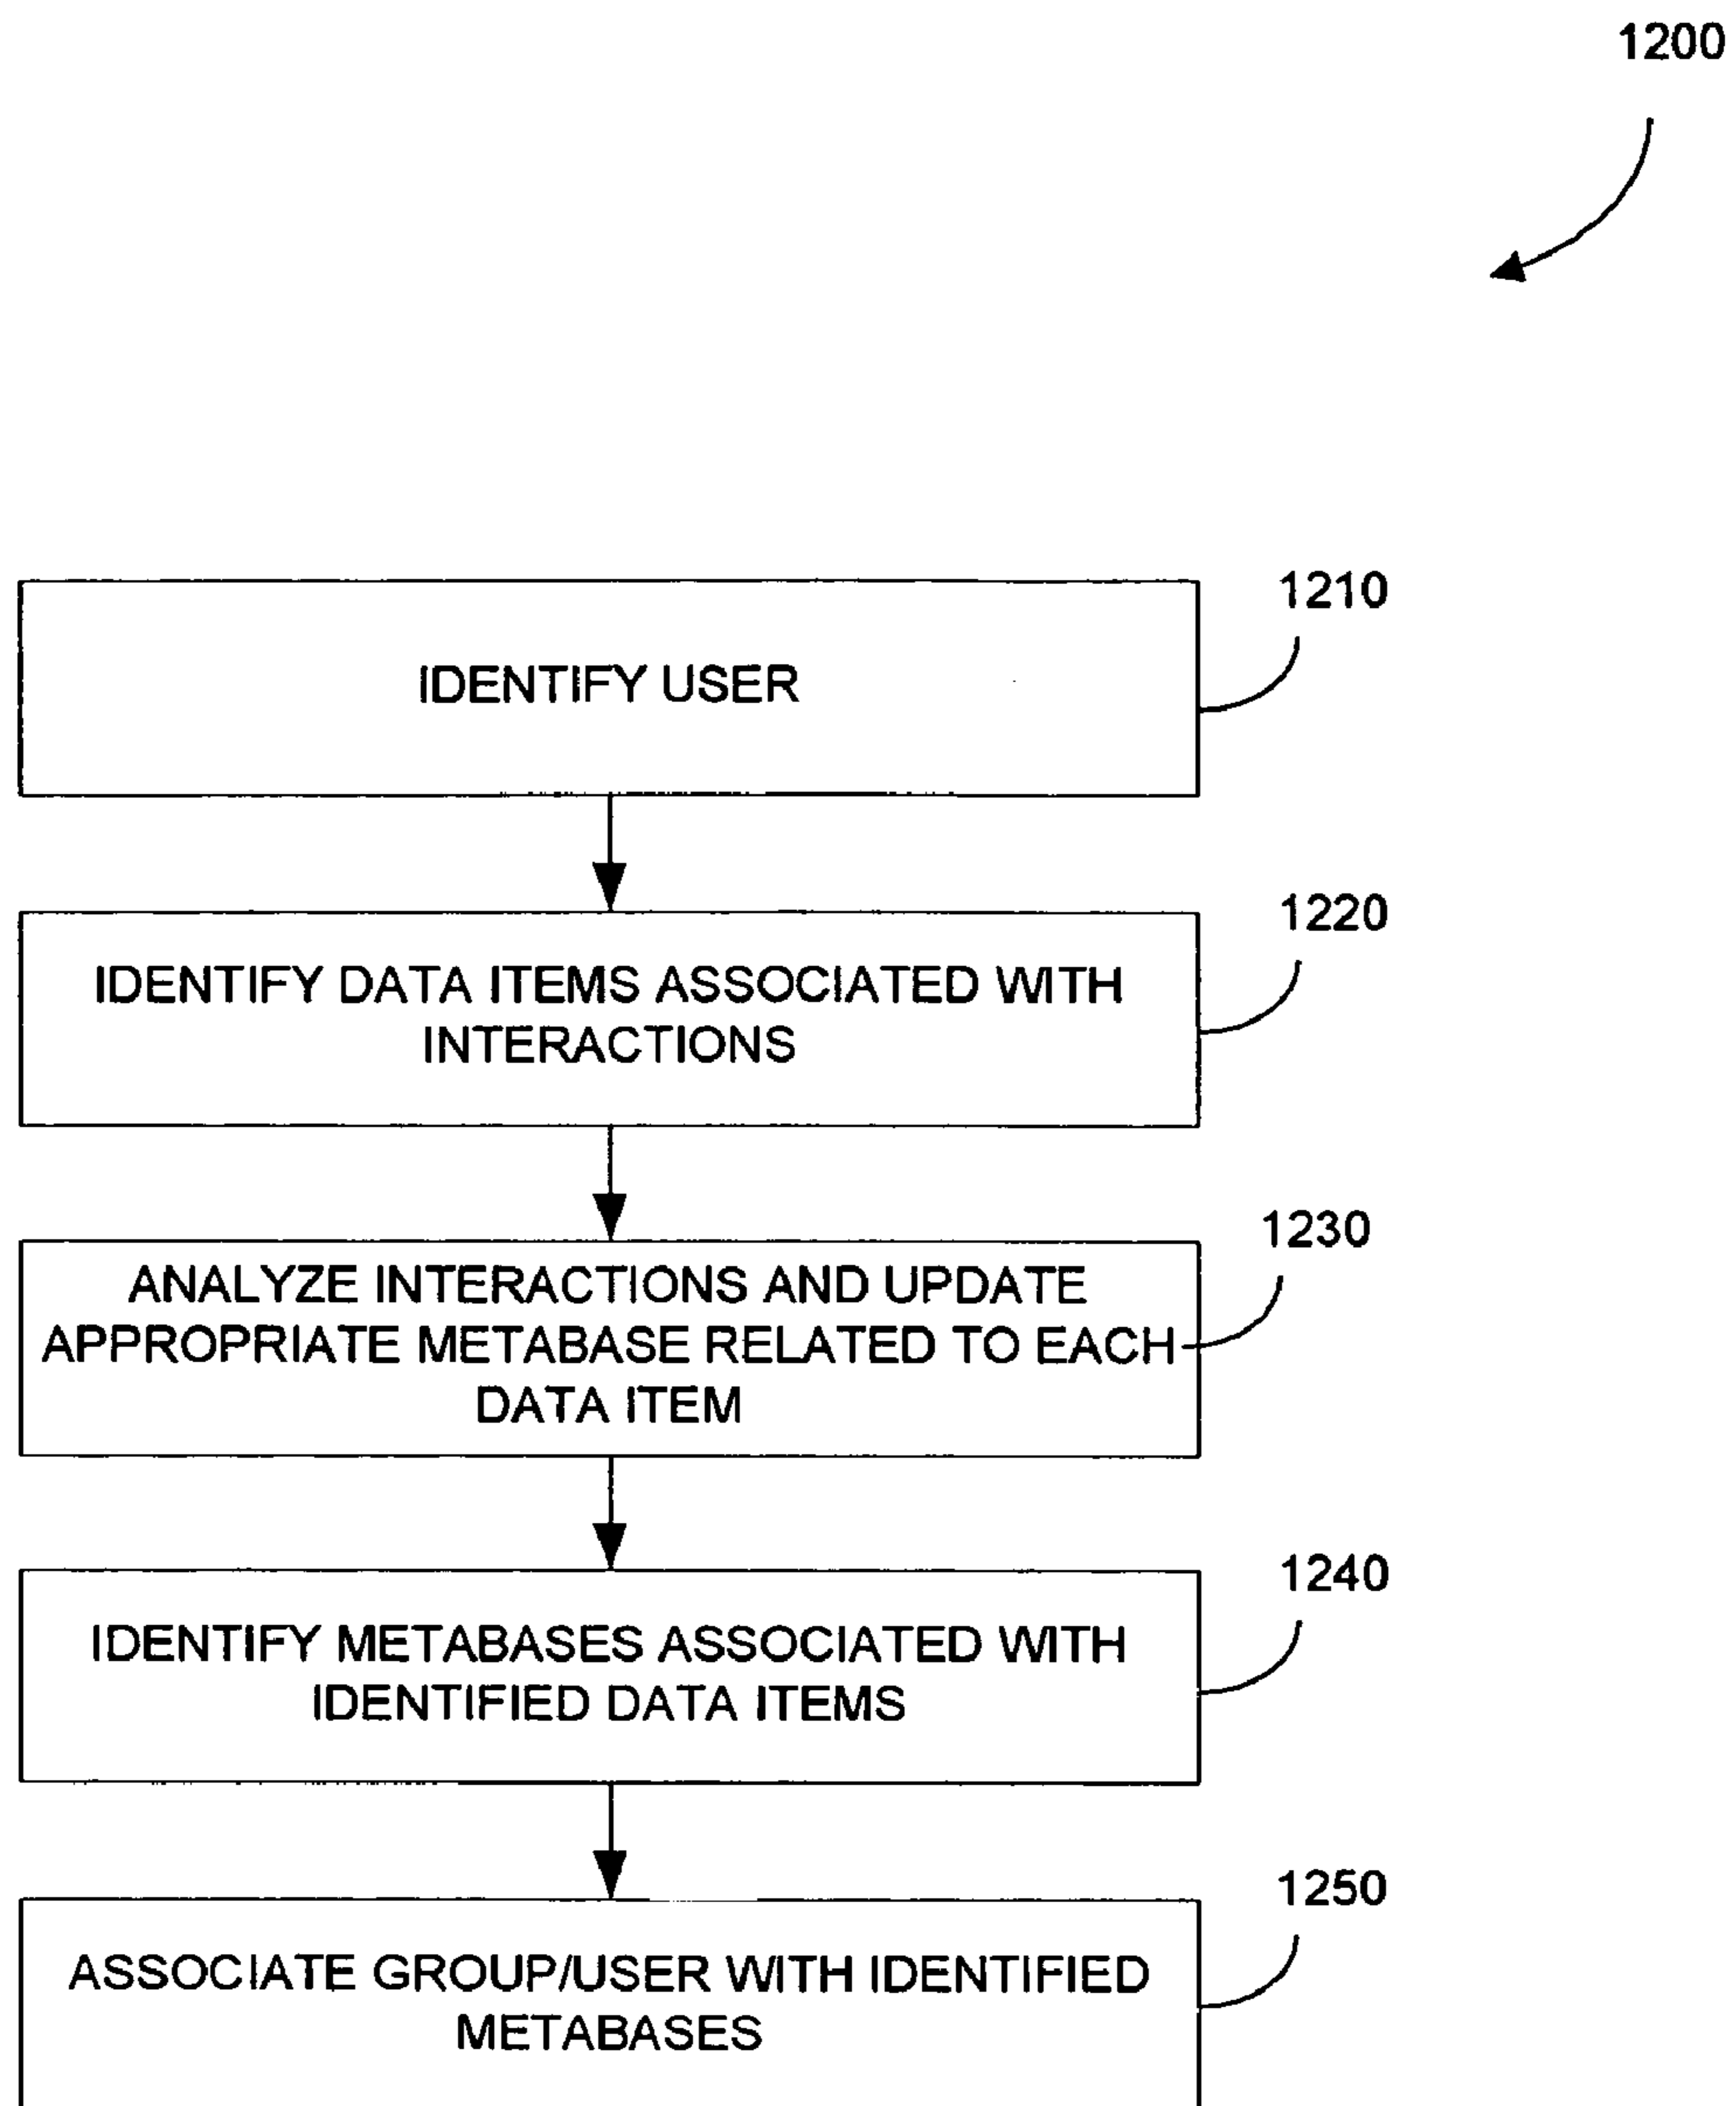 1200
1210
IDENTIFY USER
1220
IDENTIFY DATA ITEMS ASSOCIATED WITH
INTERACTIONS
1230
ANALYZE INTERACTIONS AND UPDATE
APPROPRIATE METABASE RELATED TO EACH
DATA ITEM
1240
IDENTIFY METABASES ASSOCIATED WITH
IDENTIFIED DATA ITEMS
1250
ASSOCIATE GROUP/USER WITH IDENTIFIED
METABASES